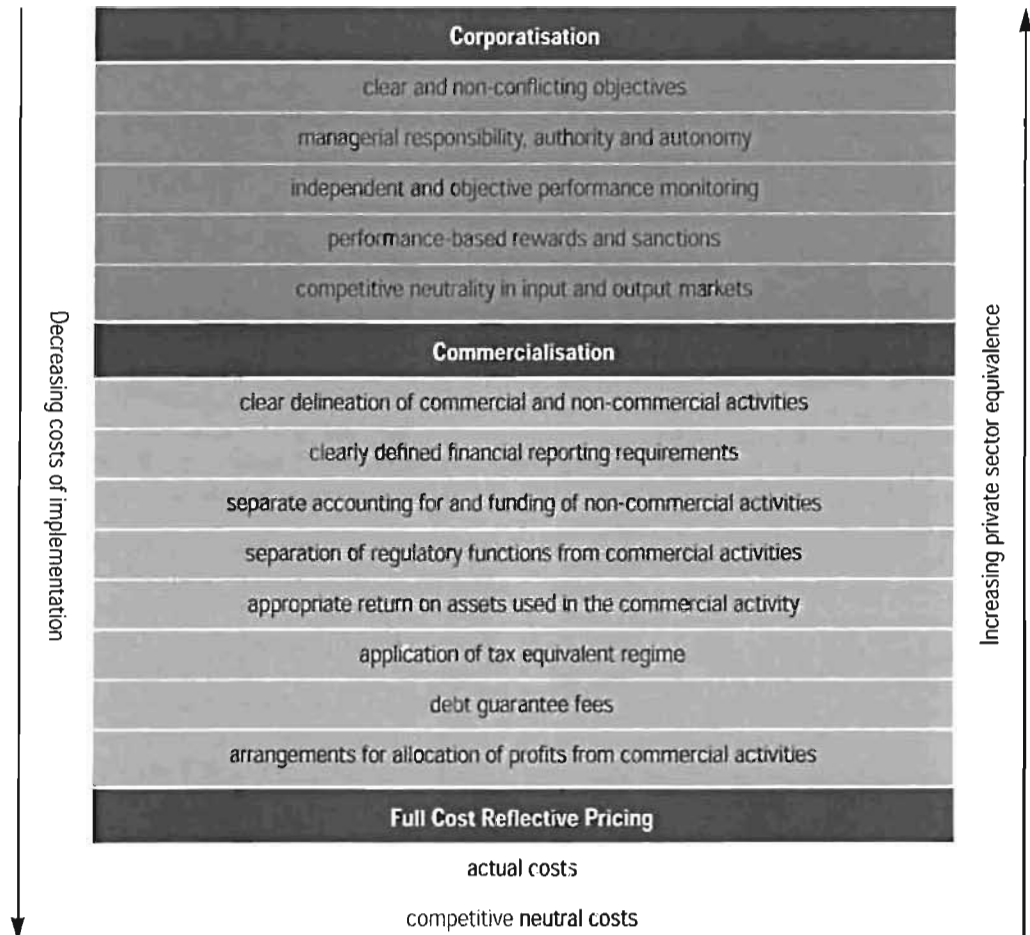 Corporatisation
clear and non-conflicting objectives
managerial responsibility, authority and autonomy
independent and objective performance monitoring
performance-based rewards and sanctions
competitive neutrality in input and output markets
Commercialisation
clear delineation of commercial and non-commercial activities
clearly defined financial reporting requirements
separate accounting for and funding of non-commercial activities
separation of regulatory functions from commercial activities
appropriate return on assets used in the commercial activity
application of tax equivalent regime
debt guarantee fees
arrangements for allocation of profits from commercial activities
Full Cost Reflective Pricing
actual costs
competitive neutral costs
Decreasing costs of implementation
Increasing private sector equivalence